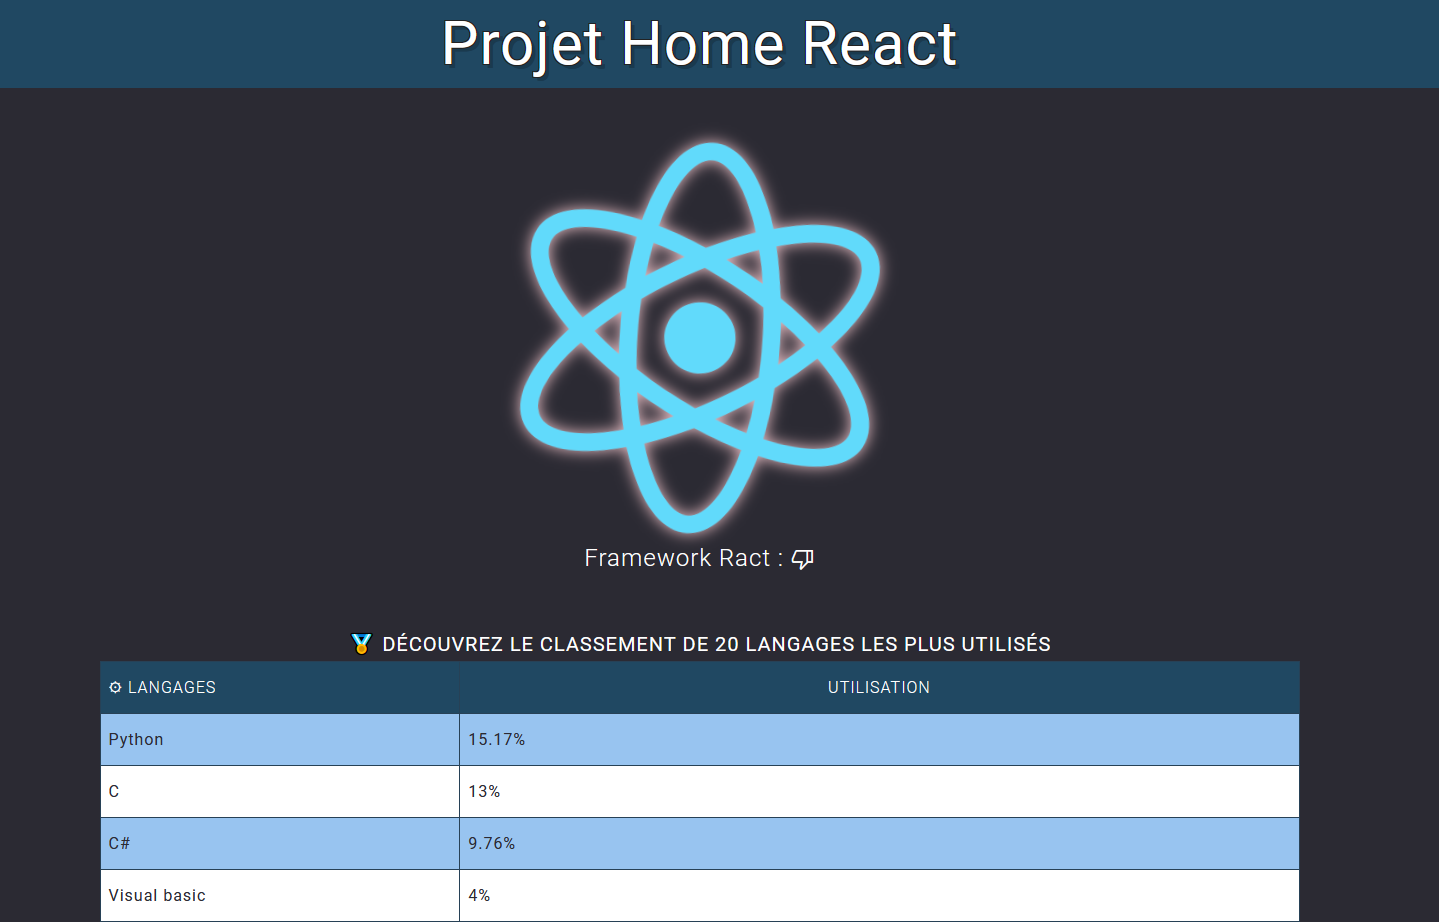 Projet Home React
Framework Ract :
DÉCOUVREZ LE CLASSEMENT DE 20 LANGAGES LES PLUS UTILISÉS
LANGAGES UTILISATION
Python 15.17%
C 13%
C# 9.76%
Visual basic 4%